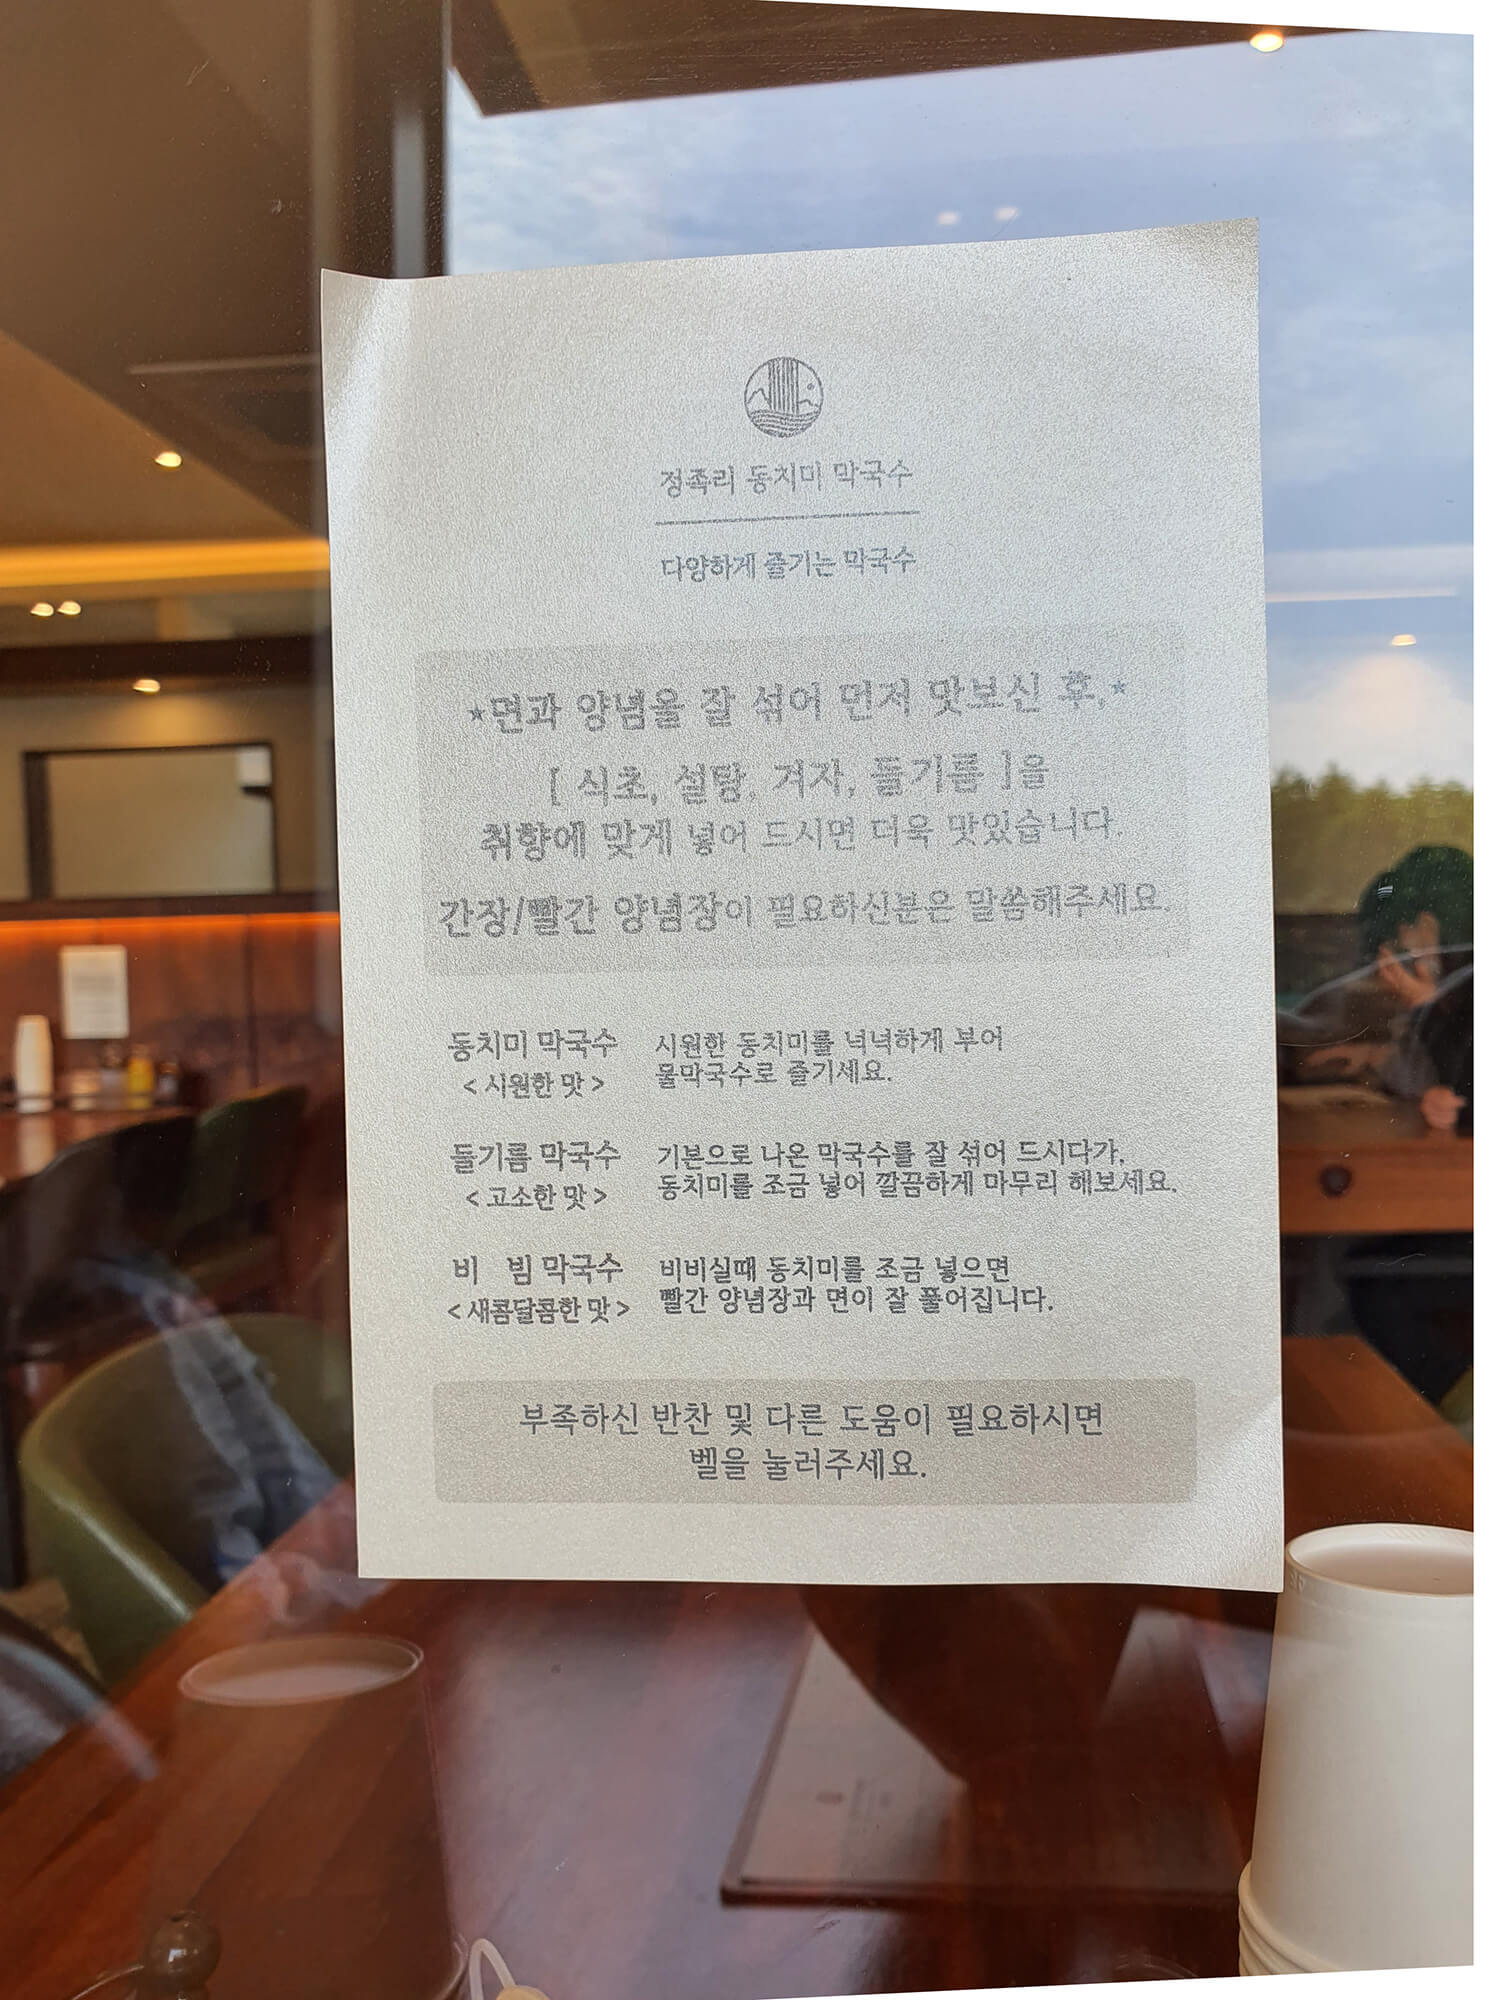 정족리 동치미 막국수
다양하게 즐기는 막국수
★면과 양념을 잘 섞어 먼저 맛보신 후,★
[ 식초, 설탕, 겨자, 들기름 ]을
취향에 맞게 넣어 드시면 더욱 맛있습니다.
간장/빨간 양념장이 필요하신분은 말씀해주세요.
동치미 막국수 시원한 동치미를 넉넉하게 부어
< 시원한 맛 > 물막국수로 즐기세요.
들기름 막국수 기본으로 나온 막국수를 잘 섞어 드시다가,
< 고소한 맛 > 동치미를 조금 넣어 깔끔하게 마무리 해보세요.
비 빔 막국수 비비실때 동치미를 조금 넣으면
< 새콤달콤한 맛 > 빨간 양념장과 면이 잘 풀어집니다.
부족하신 반찬 및 다른 도움이 필요하시면
벨을 눌러주세요.